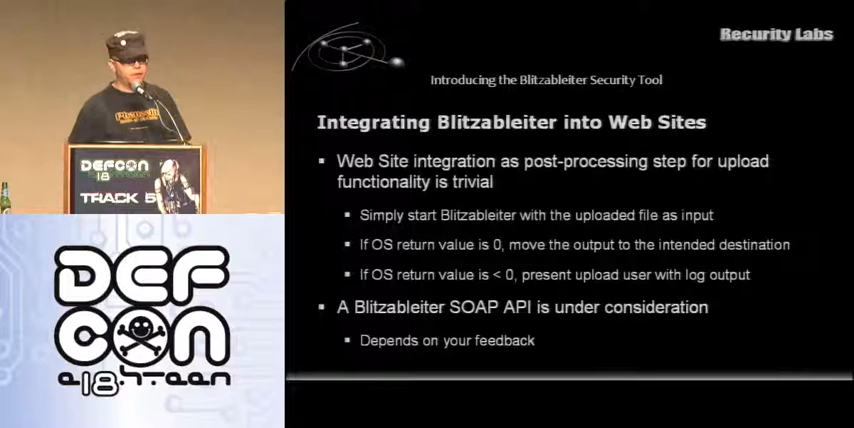 Recurity Labs
Introducing the Blitzableiter Security Tool
Integrating Blitzableiter into Web Sites
Web Site integration as post-processing step for upload
functionality is trivial
Simply start Blitzableiter with the uploaded file as input
If OS return value is 0, move the output to the intended destination
If OS return value is < 0, present upload user with log output
A Blitzableiter SOAP API is under consideration
Depends on your feedback
DEFCON
18
TRACK 5
DEF
CON
e18hteen